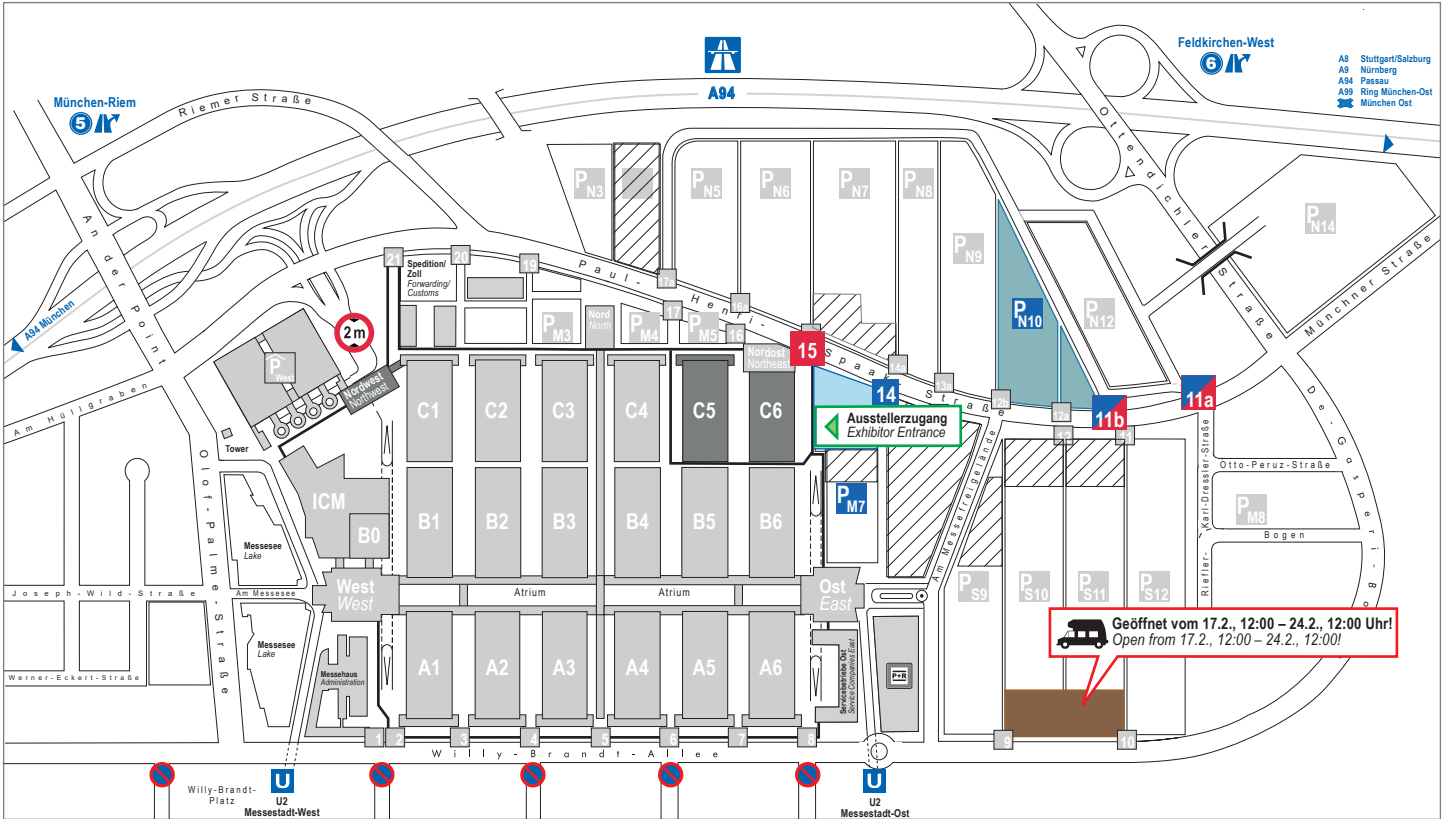 A94
Feldkirchen-West
6
A8 Stuttgart/Salzburg
A9 Nürnberg
A94 Passau
A99 Ring München-Ost
München Ost
München-Riem
5
Riemer Straße
An der Point
A94 München
Am Hüllgraben
Ottendichler Straße
Münchner Straße
Paul-Henri-Spaak-Straße
De-Gasperi-Bo
PN3
PN5
PN6
PN7
PN8
PN9
PN10
PN12
PN14
21
20
19
17a
17
16a
16
15
14a
14
13a
12b
12a
12
11b
11a
11
Spedition/
Zoll
Forwarding/
Customs
2 m
P West
Nordwest
Northwest
Nord
North
Nordost
Northeast
PM3
PM4
PM5
Tower
C1
C2
C3
C4
C5
C6
Ausstellerzugang
Exhibitor Entrance
ICM
B0
B1
B2
B3
B4
B5
B6
PM7
PM8
Karl-Dressler-Straße
Otto-Peruz-Straße
Bogen
Riefler-
Am Messefreigelände
Olof-Palme-Straße
Messesee
Lake
Joseph-Wild-Straße
Am Messesee
West
West
Atrium
Atrium
Ost
East
PS9
PS10
PS11
PS12
Geöffnet vom 17.2., 12:00 – 24.2., 12:00 Uhr!
Open from 17.2., 12:00 – 24.2., 12:00!
Messesee
Lake
Werner-Eckert-Straße
Messehaus
Administration
A1
A2
A3
A4
A5
A6
Servicebetriebe Ost
Service Companies East
P+R
1
2
3
4
5
6
7
8
9
10
Willy-Brandt-Allee
Willy-Brandt-
Platz
U
U2
Messestadt-West
U
U2
Messestadt-Ost